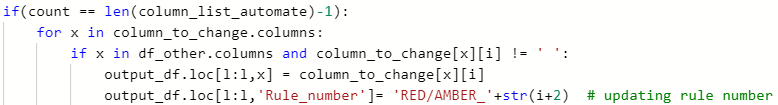 if(count == len(column_list_automate)-1):
    for x in column_to_change.columns:
        if x in df_other.columns and column_to_change[x][i] != ' ':
            output_df.loc[l:l,x] = column_to_change[x][i]
            output_df.loc[l:l,'Rule_number']= 'RED/AMBER_'+str(i+2)  # updating rule number